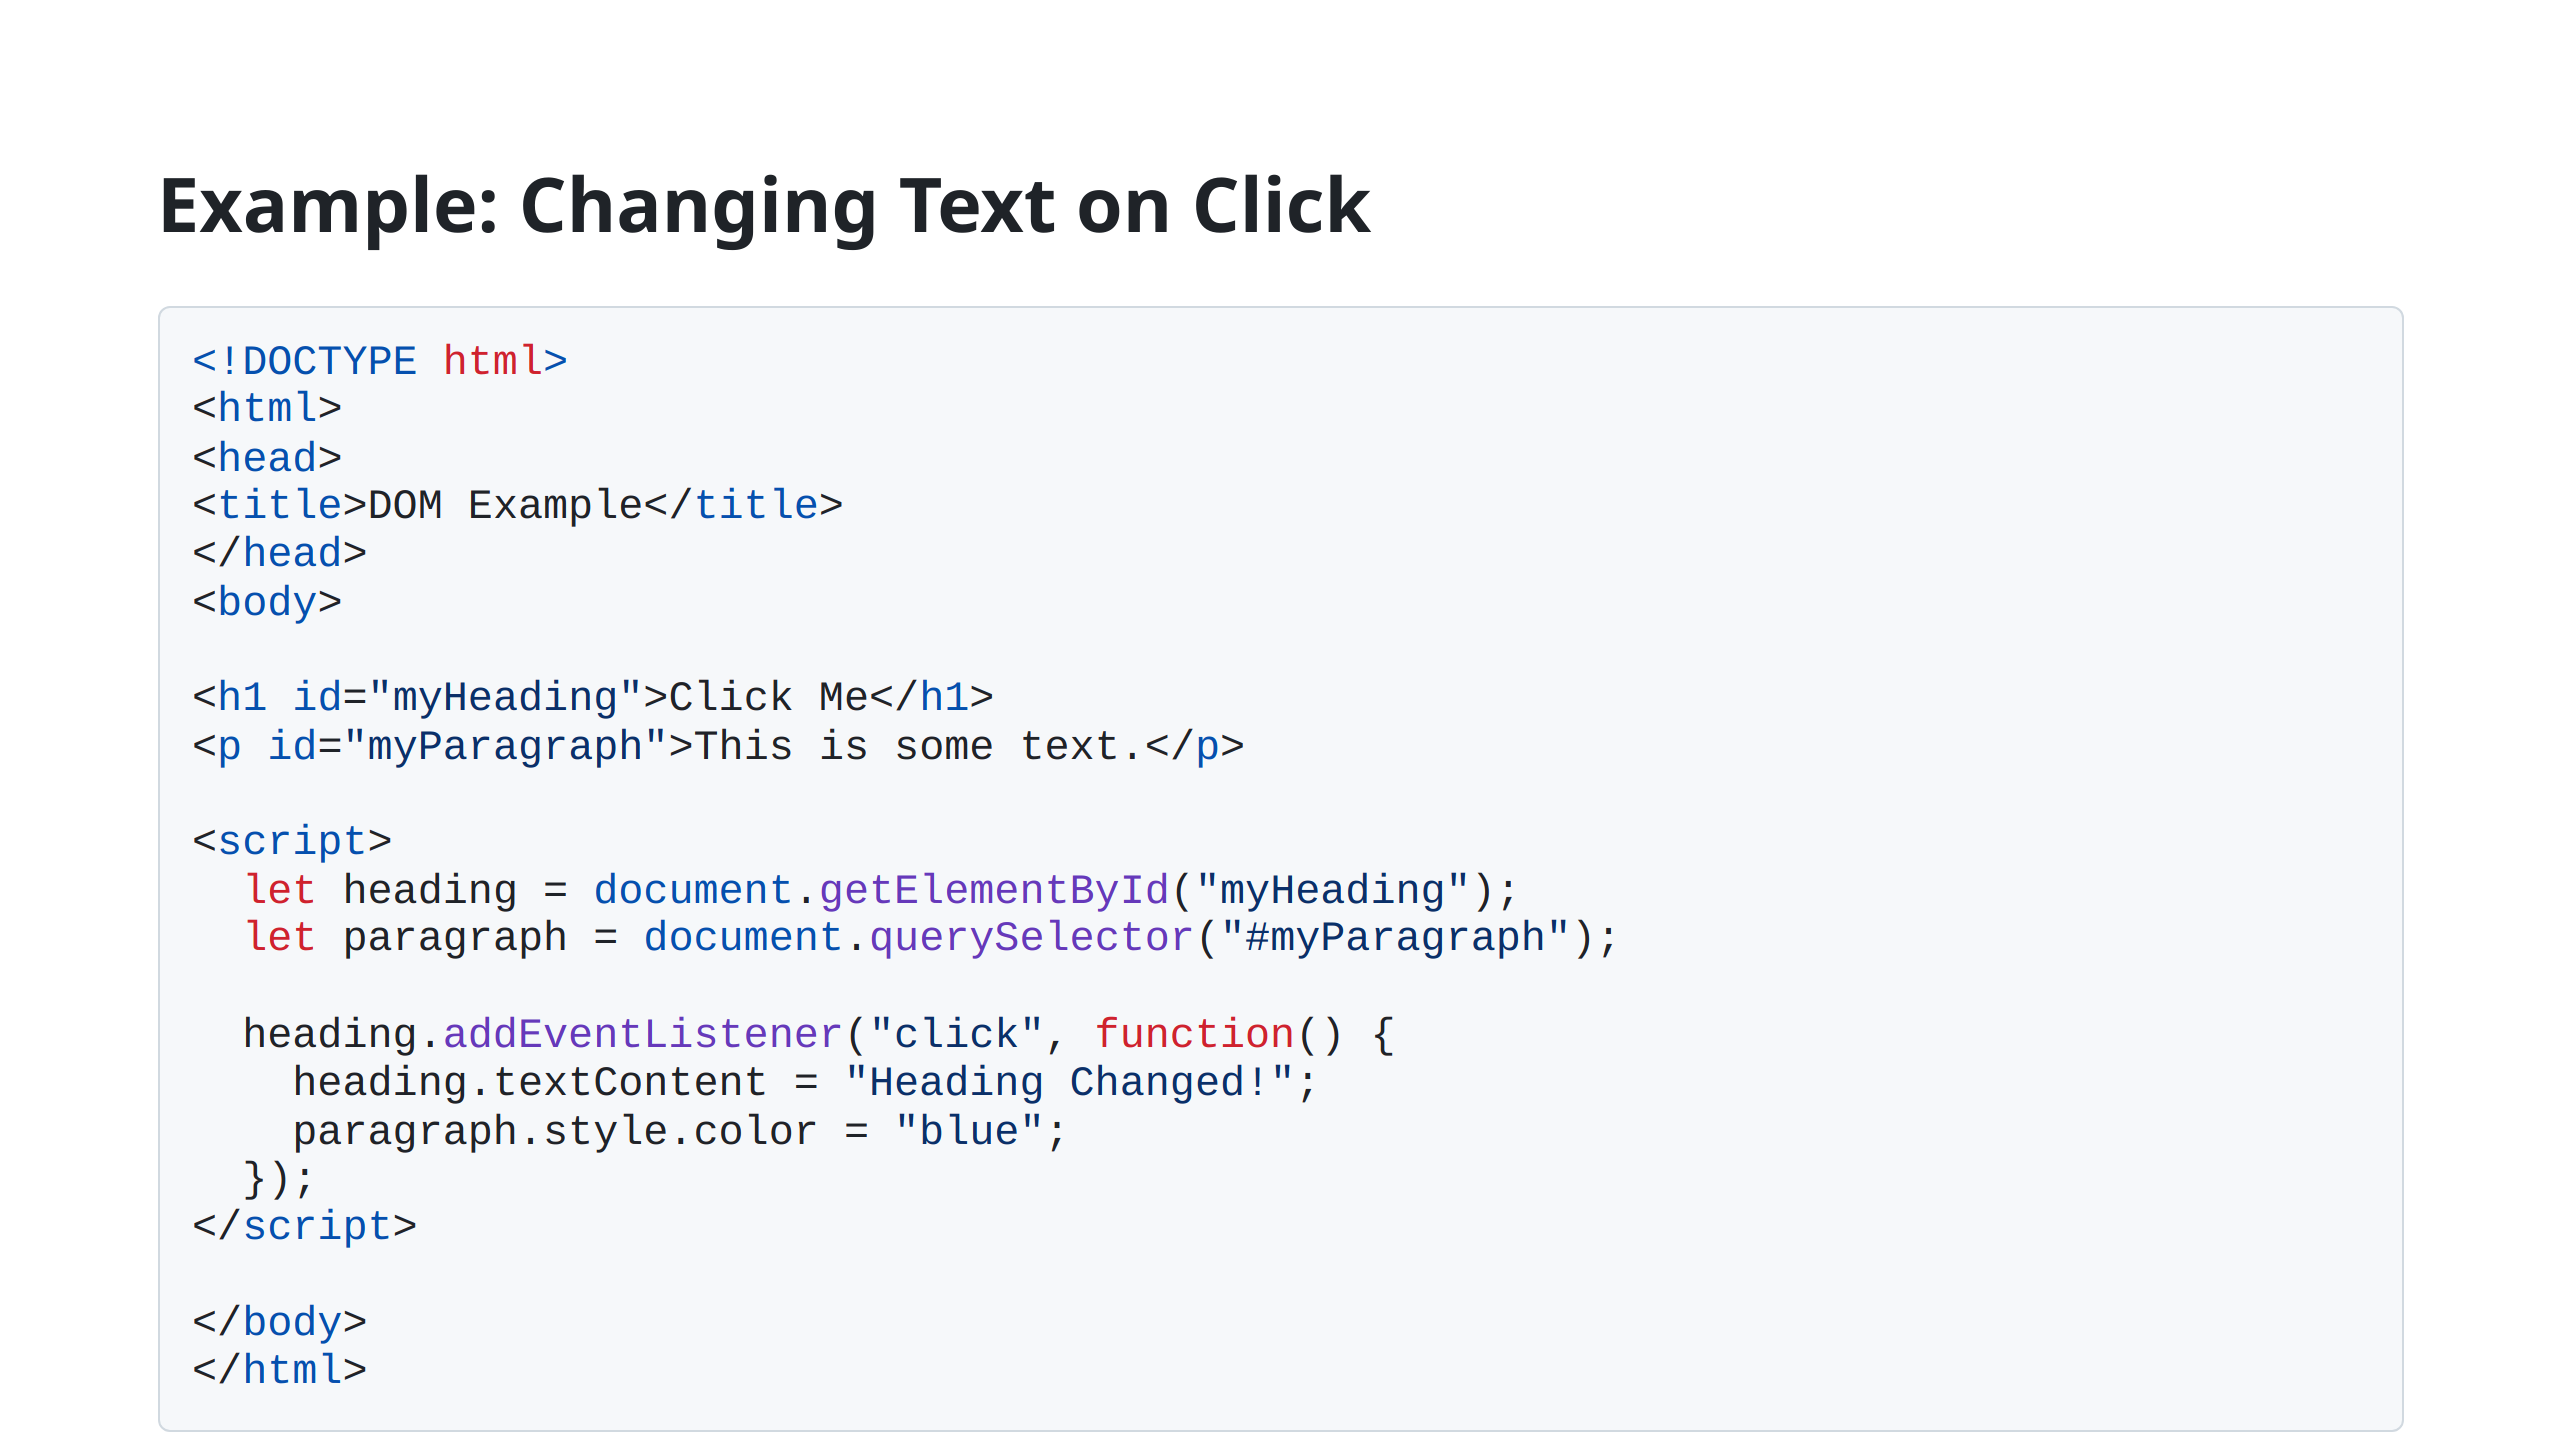 Example: Changing Text on Click
<!DOCTYPE html>
<html>
<head>
<title>DOM Example</title>
</head>
<body>

<h1 id="myHeading">Click Me</h1>
<p id="myParagraph">This is some text.</p>

<script>
  let heading = document.getElementById("myHeading");
  let paragraph = document.querySelector("#myParagraph");

  heading.addEventListener("click", function() {
    heading.textContent = "Heading Changed!";
    paragraph.style.color = "blue";
  });
</script>

</body>
</html>